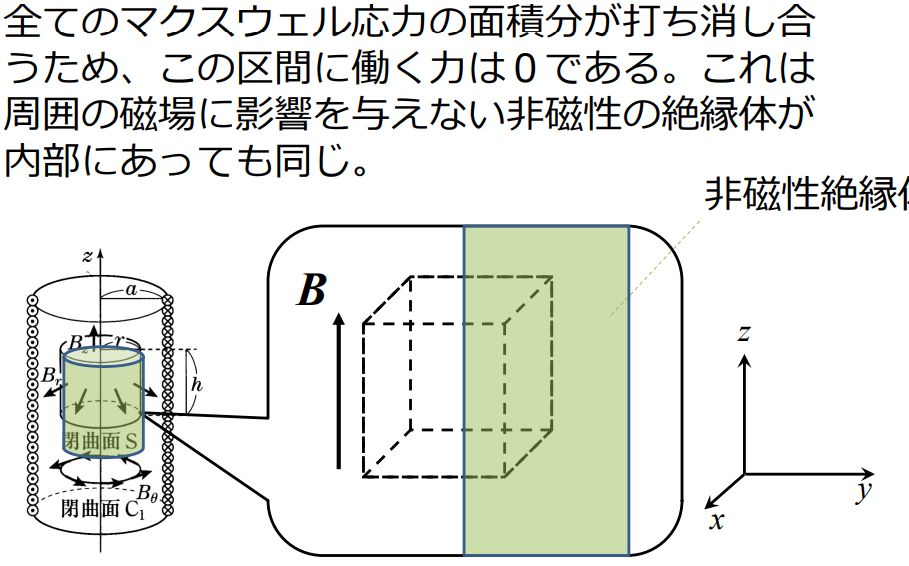 全てのマクスウェル応力の面積分が打ち消し合
うため、この区間に働く力は0である。これは
周囲の磁場に影響を与えない非磁性の絶縁体が
内部にあっても同じ。
非磁性絶縁体
B
z
a
B_z
r
B_r
h
閉曲面 S
B_θ
閉曲面 C₁
z
y
x